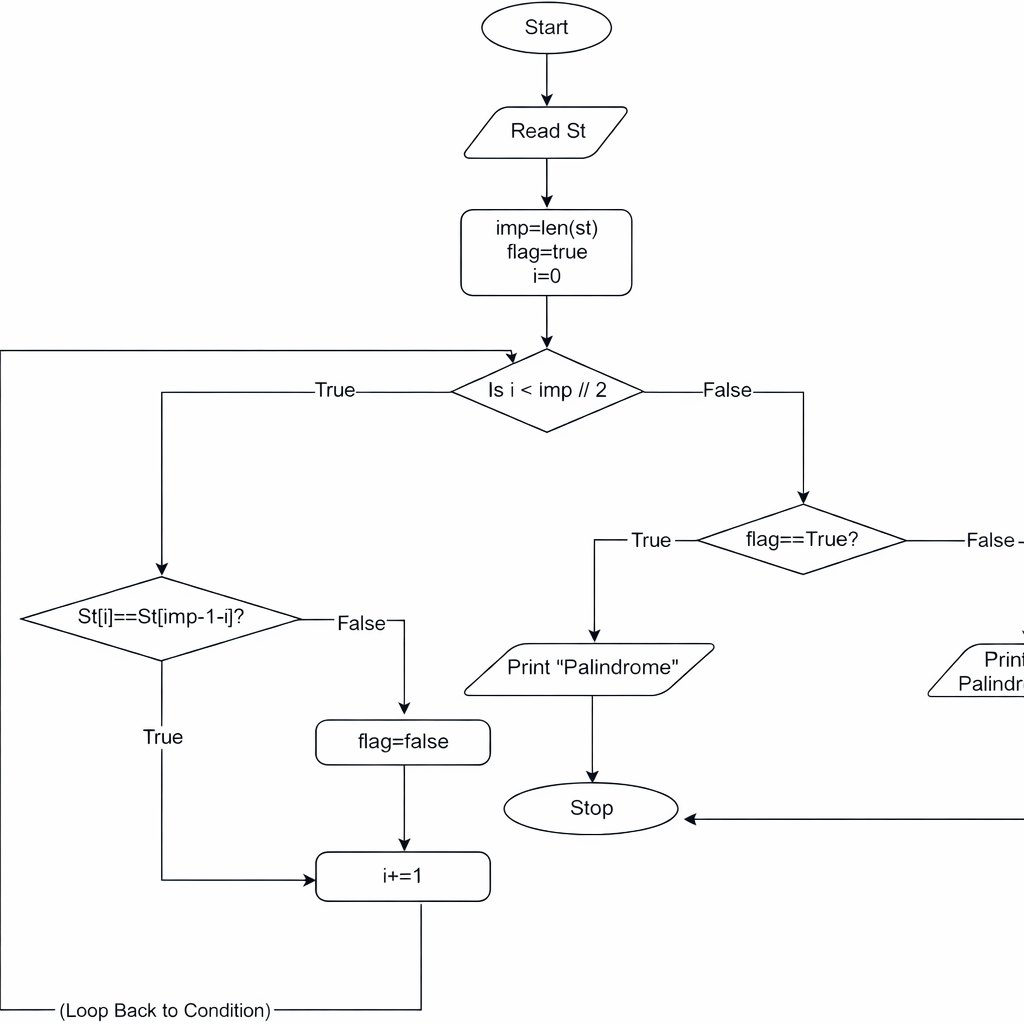 Start
Read St
imp=len(st)
flag=true
i=0
Is i < imp // 2
True
False
flag==True?
True
False
St[i]==St[imp-1-i]?
False
True
Print "Palindrome"
Print
flag=false
Stop
i+=1
(Loop Back to Condition)